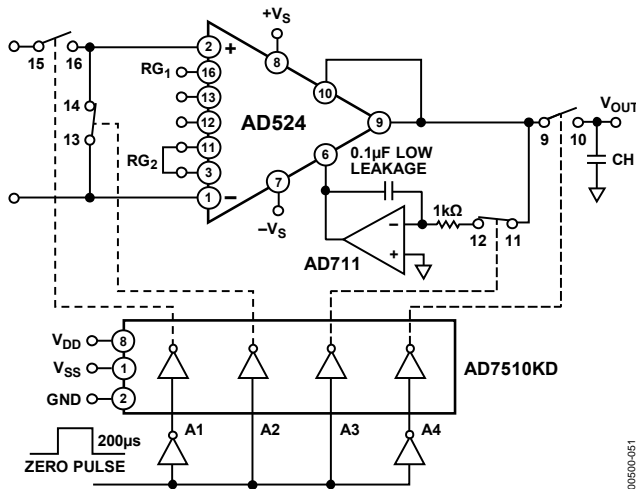 +VS
15 16
2 +
8
RG1
16
10
14
13
AD524
VOUT
12
9
9 10
13
11
6
0.1µF LOW
LEAKAGE
CH
RG2
3
7
1kΩ
1 –
–VS
–
12 11
AD711
+
VDD 8
VSS 1
AD7510KD
GND 2
200µs
A1 A2 A3 A4
ZERO PULSE
00500-051